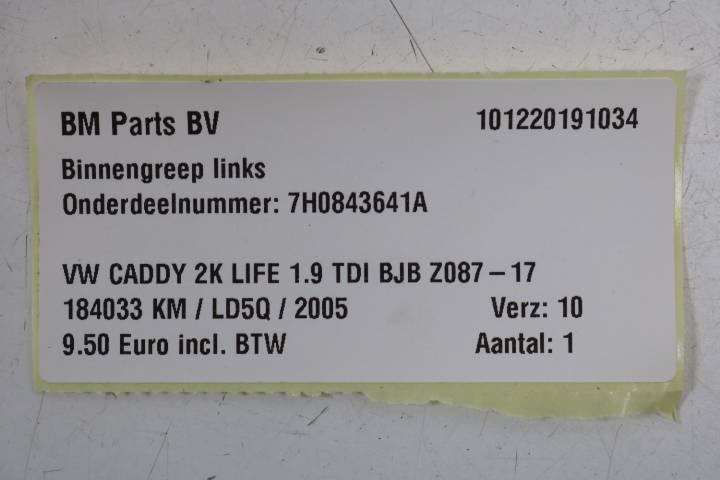 BM Parts BV 101220191034
Binnengreep links
Onderdeelnummer: 7H0843641A
VW CADDY 2K LIFE 1.9 TDI BJB Z087 – 17
184033 KM / LD5Q / 2005 Verz: 10
9.50 Euro incl. BTW Aantal: 1